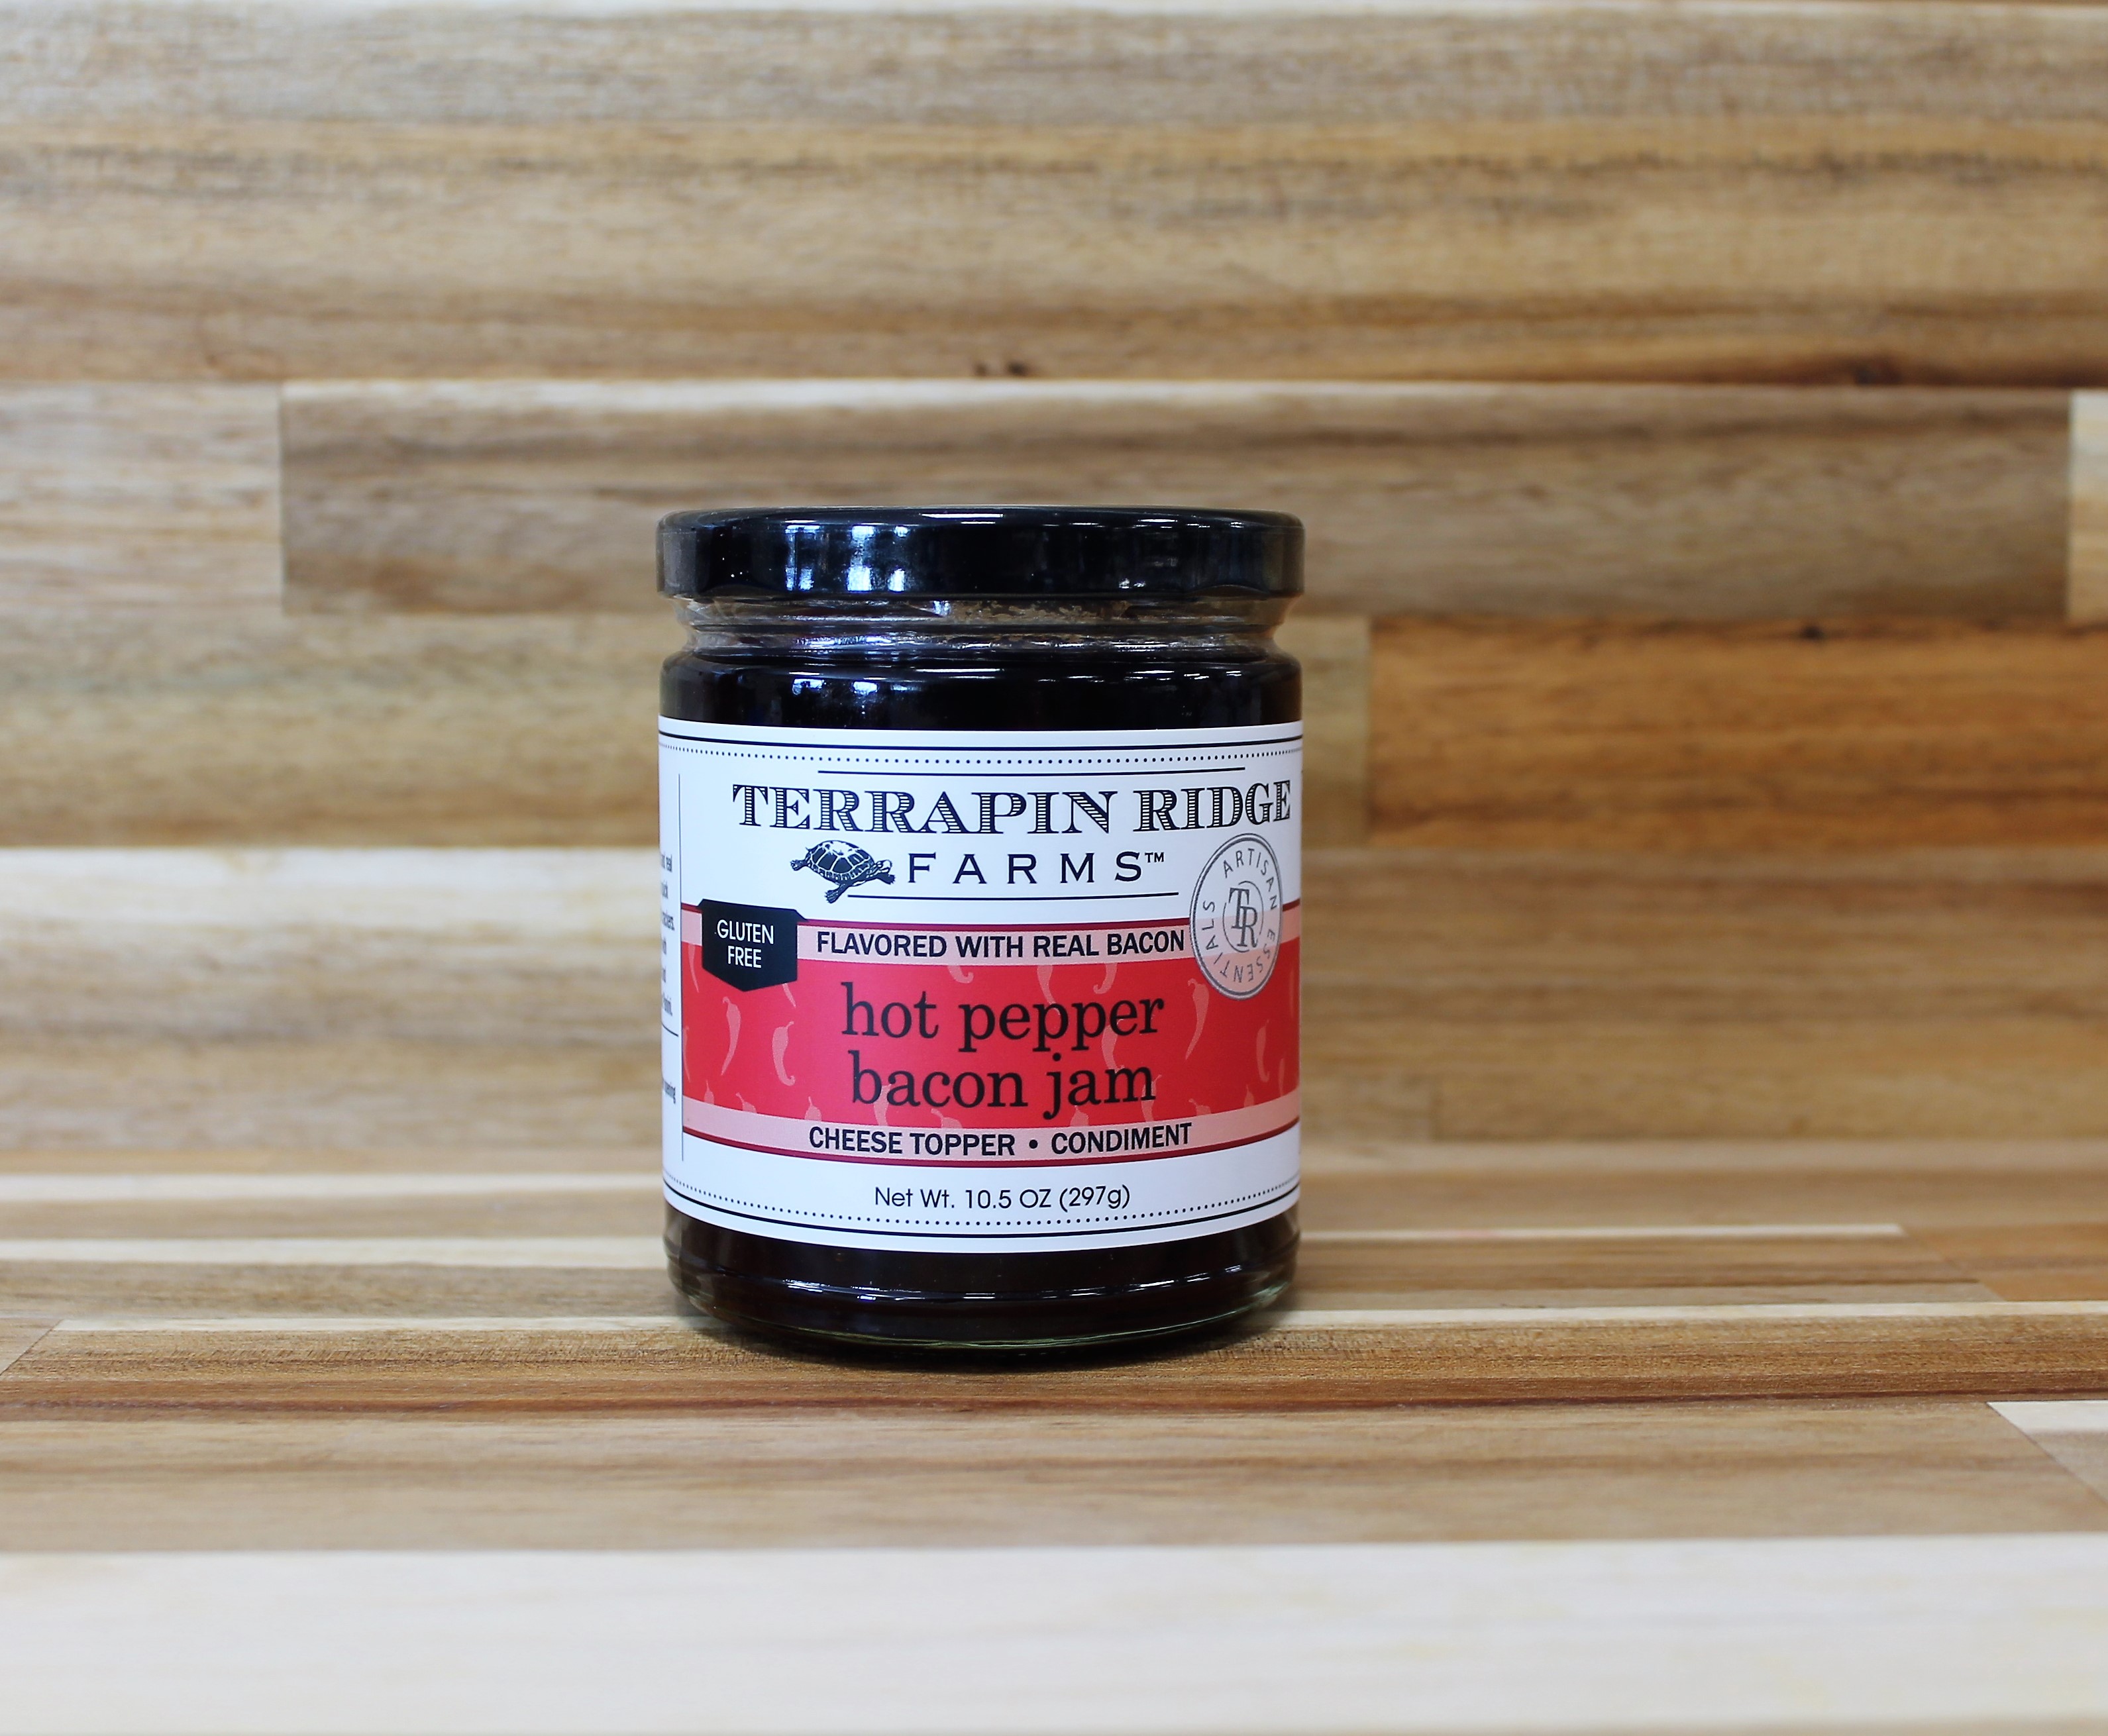 TERRAPIN RIDGE
FARMS™
ARTISAN ESSENTIALS
TR
GLUTEN
FREE
FLAVORED WITH REAL BACON
hot pepper
bacon jam
CHEESE TOPPER • CONDIMENT
Net Wt. 10.5 OZ (297g)